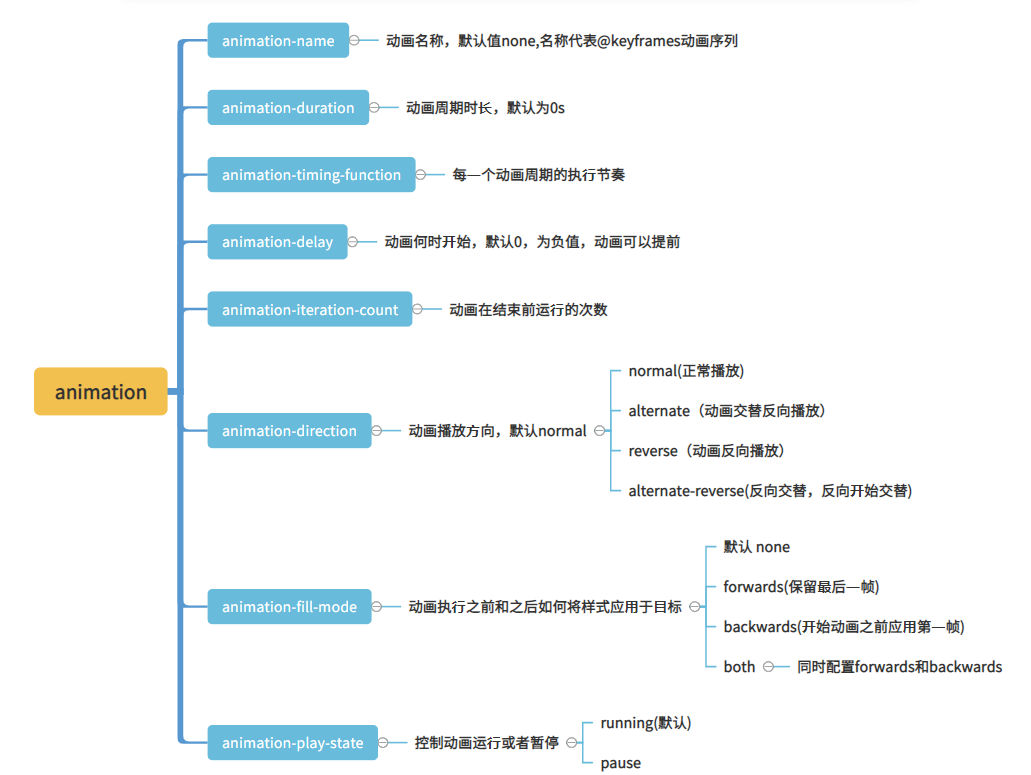 animation
animation-name
动画名称，默认值none,名称代表@keyframes动画序列
animation-duration
动画周期时长，默认为0s
animation-timing-function
每一个动画周期的执行节奏
animation-delay
动画何时开始，默认0，为负值，动画可以提前
animation-iteration-count
动画在结束前运行的次数
animation-direction
动画播放方向，默认normal
normal(正常播放)
alternate（动画交替反向播放）
reverse（动画反向播放）
alternate-reverse(反向交替，反向开始交替)
animation-fill-mode
动画执行之前和之后如何将样式应用于目标
默认 none
forwards(保留最后一帧)
backwards(开始动画之前应用第一帧)
both
同时配置forwards和backwards
animation-play-state
控制动画运行或者暂停
running(默认)
pause